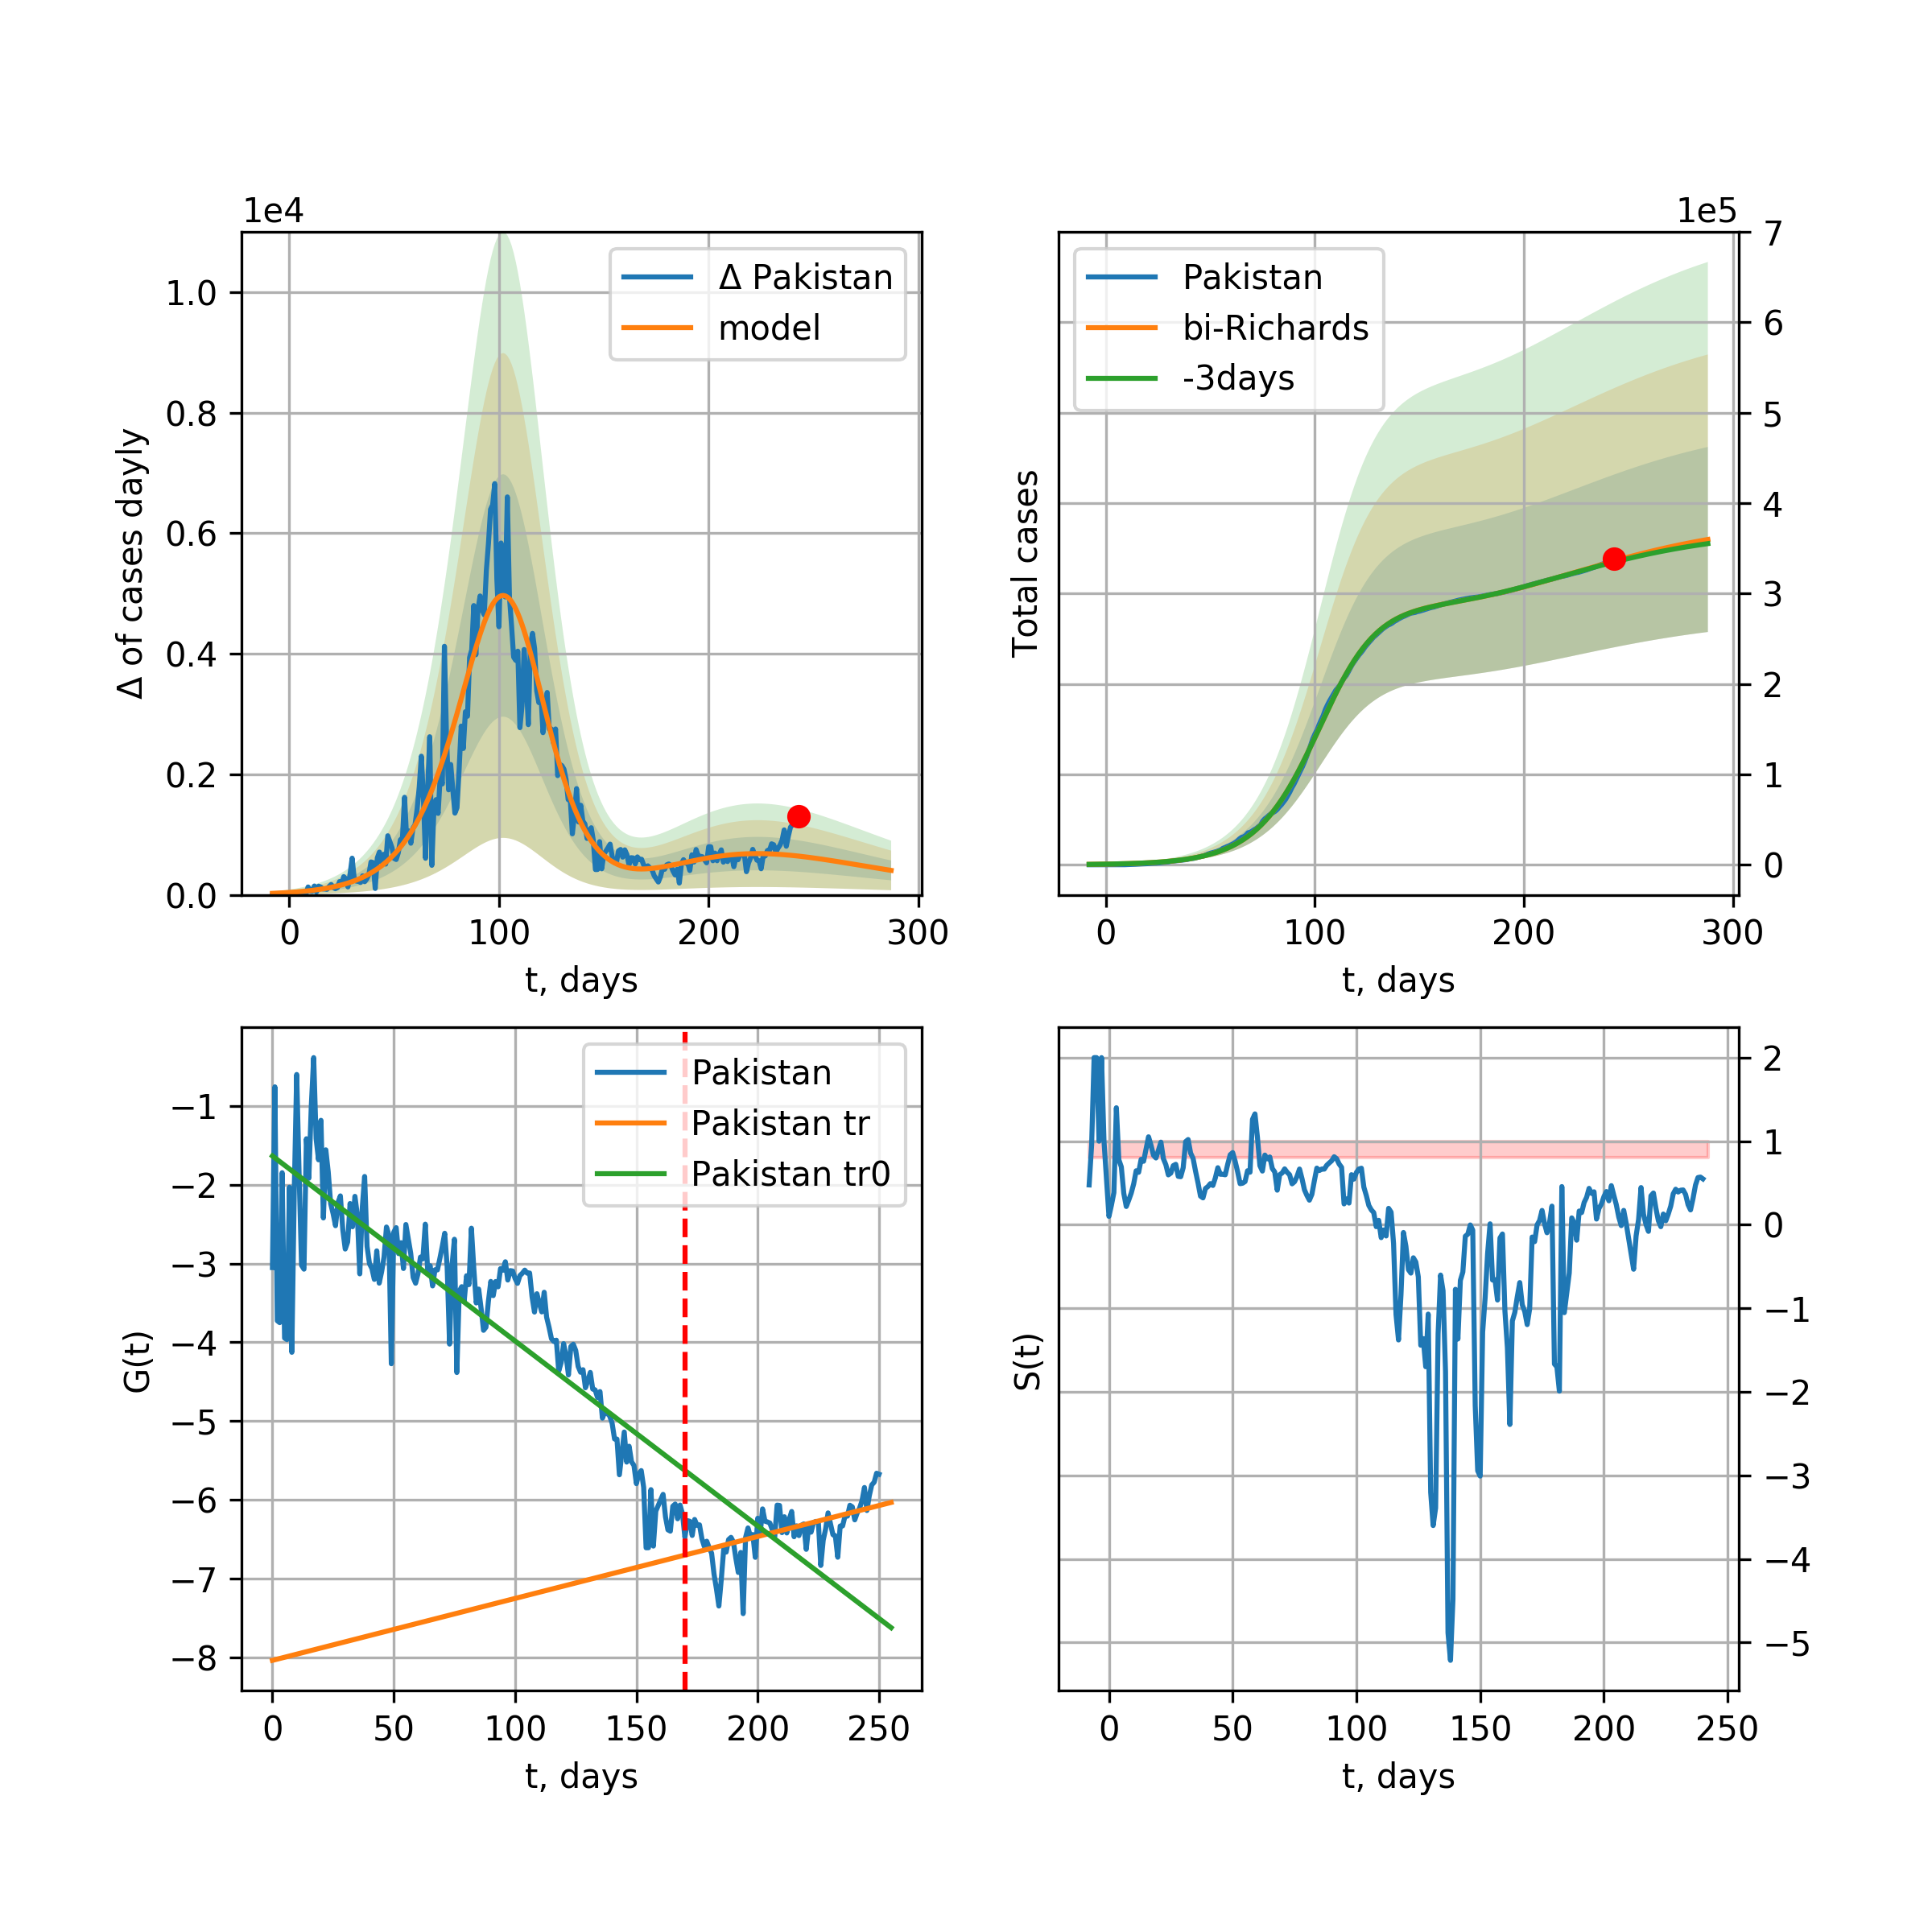 1e4
Δ of cases dayly
1.0
0.8
0.6
0.4
0.2
0.0
Δ Pakistan
model
0 100 200 300
t, days
1e5
Total cases
Pakistan
bi-Richards
-3days
7
6
5
4
3
2
1
0
0 100 200 300
t, days
G(t)
−1
−2
−3
−4
−5
−6
−7
−8
Pakistan
Pakistan tr
Pakistan tr0
0 50 100 150 200 250
t, days
S(t)
2
1
0
−1
−2
−3
−4
−5
0 50 100 150 200 250
t, days